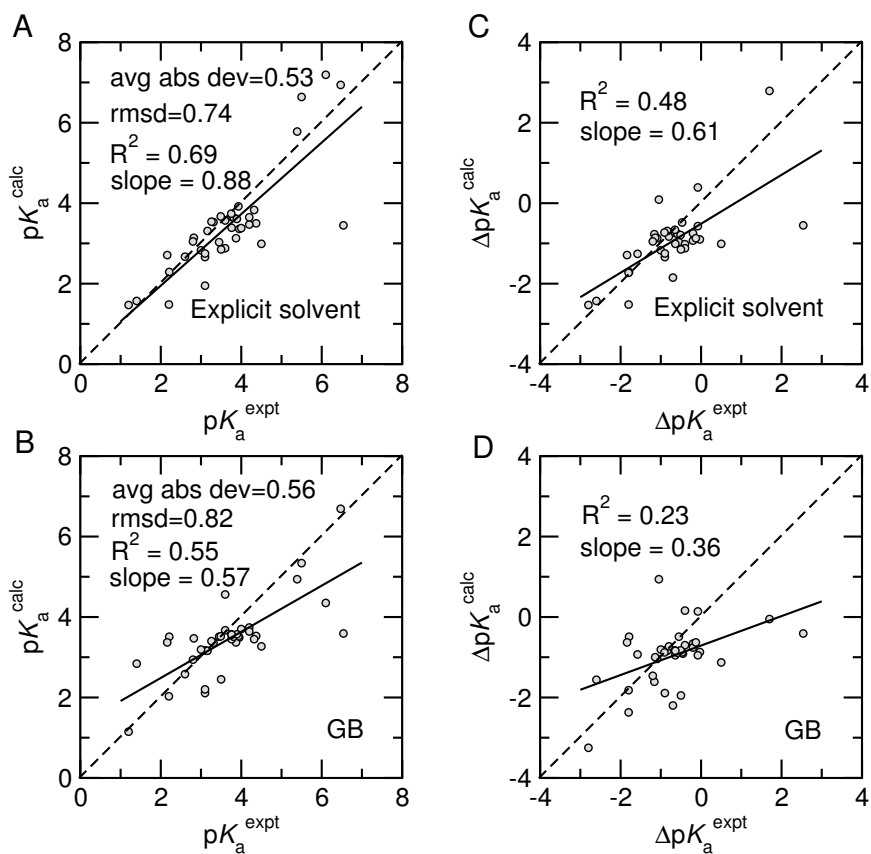 A
8
6
4
2
0
0 2 4 6 8
pKₐᶜᵃˡᶜ
pKₐᵉˣᵖᵗ
avg abs dev=0.53
rmsd=0.74
R² = 0.69
slope = 0.88
Explicit solvent
C
4
2
0
-2
-4
-4 -2 0 2 4
ΔpKₐᶜᵃˡᶜ
ΔpKₐᵉˣᵖᵗ
R² = 0.48
slope = 0.61
Explicit solvent
B
8
6
4
2
0
0 2 4 6 8
pKₐᶜᵃˡᶜ
pKₐᵉˣᵖᵗ
avg abs dev=0.56
rmsd=0.82
R² = 0.55
slope = 0.57
GB
D
4
2
0
-2
-4
-4 -2 0 2 4
ΔpKₐᶜᵃˡᶜ
ΔpKₐᵉˣᵖᵗ
R² = 0.23
slope = 0.36
GB